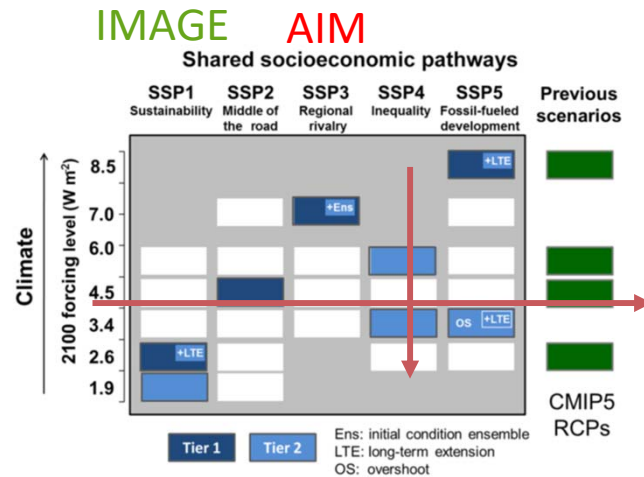 IMAGE AIM
Shared socioeconomic pathways
SSP1 SSP2 SSP3 SSP4 SSP5
Sustainability Middle of the road Regional rivalry Inequality Fossil-fueled development
Previous scenarios
Climate
2100 forcing level (W m⁻²)
8.5 +LTE
7.0 +Ens
6.0
4.5
3.4 OS +LTE
2.6 +LTE
1.9
CMIP5
RCPs
Tier 1 Tier 2
Ens: initial condition ensemble
LTE: long-term extension
OS: overshoot